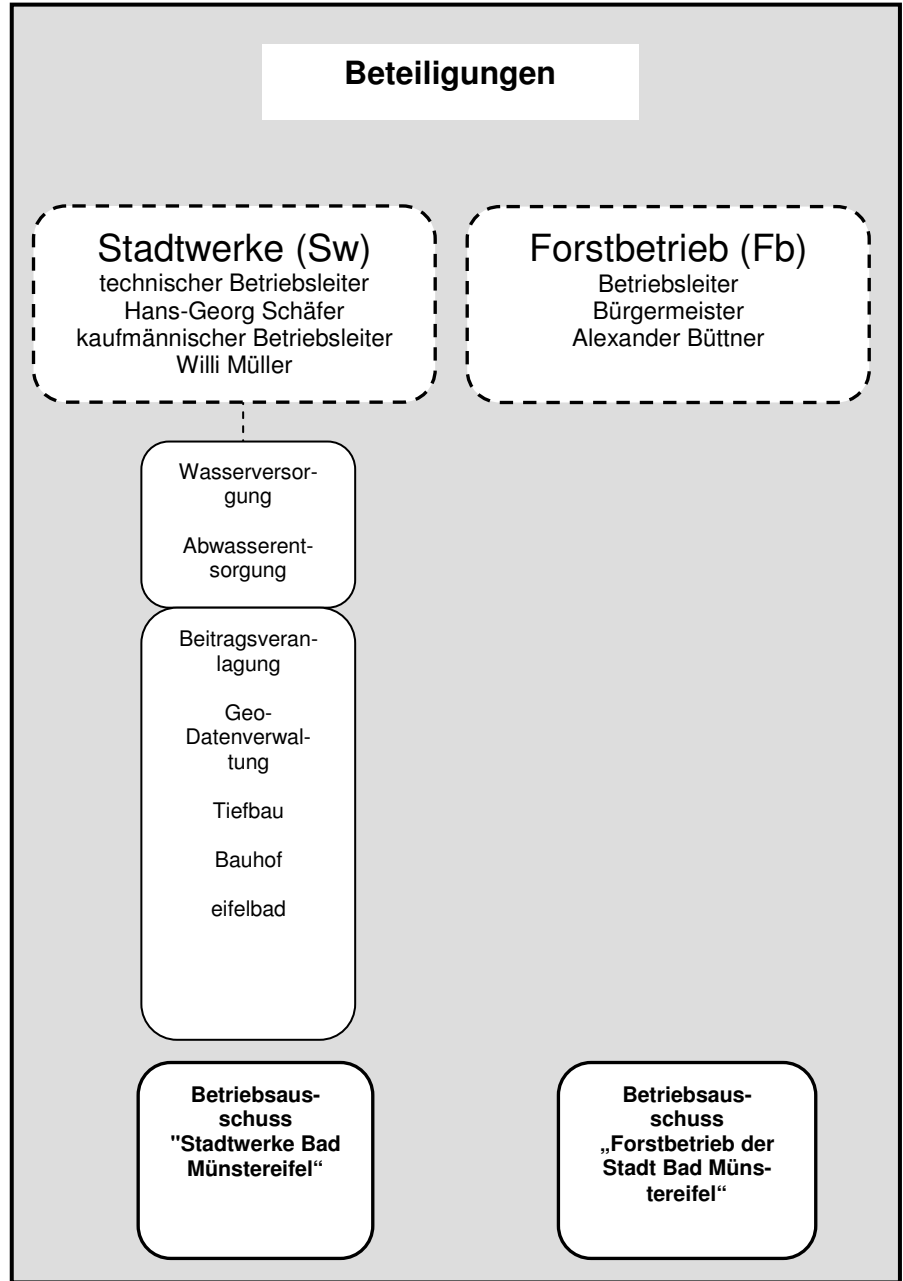 Beteiligungen
Stadtwerke (Sw)
technischer Betriebsleiter
Hans-Georg Schäfer
kaufmännischer Betriebsleiter
Willi Müller
Forstbetrieb (Fb)
Betriebsleiter
Bürgermeister
Alexander Büttner
Wasserversor-
gung
Abwasserent-
sorgung
Beitragsveran-
lagung
Geo-
Datenverwal-
tung
Tiefbau
Bauhof
eifelbad
Betriebsaus-
schuss
"Stadtwerke Bad
Münstereifel“
Betriebsaus-
schuss
„Forstbetrieb der
Stadt Bad Müns-
tereifel“